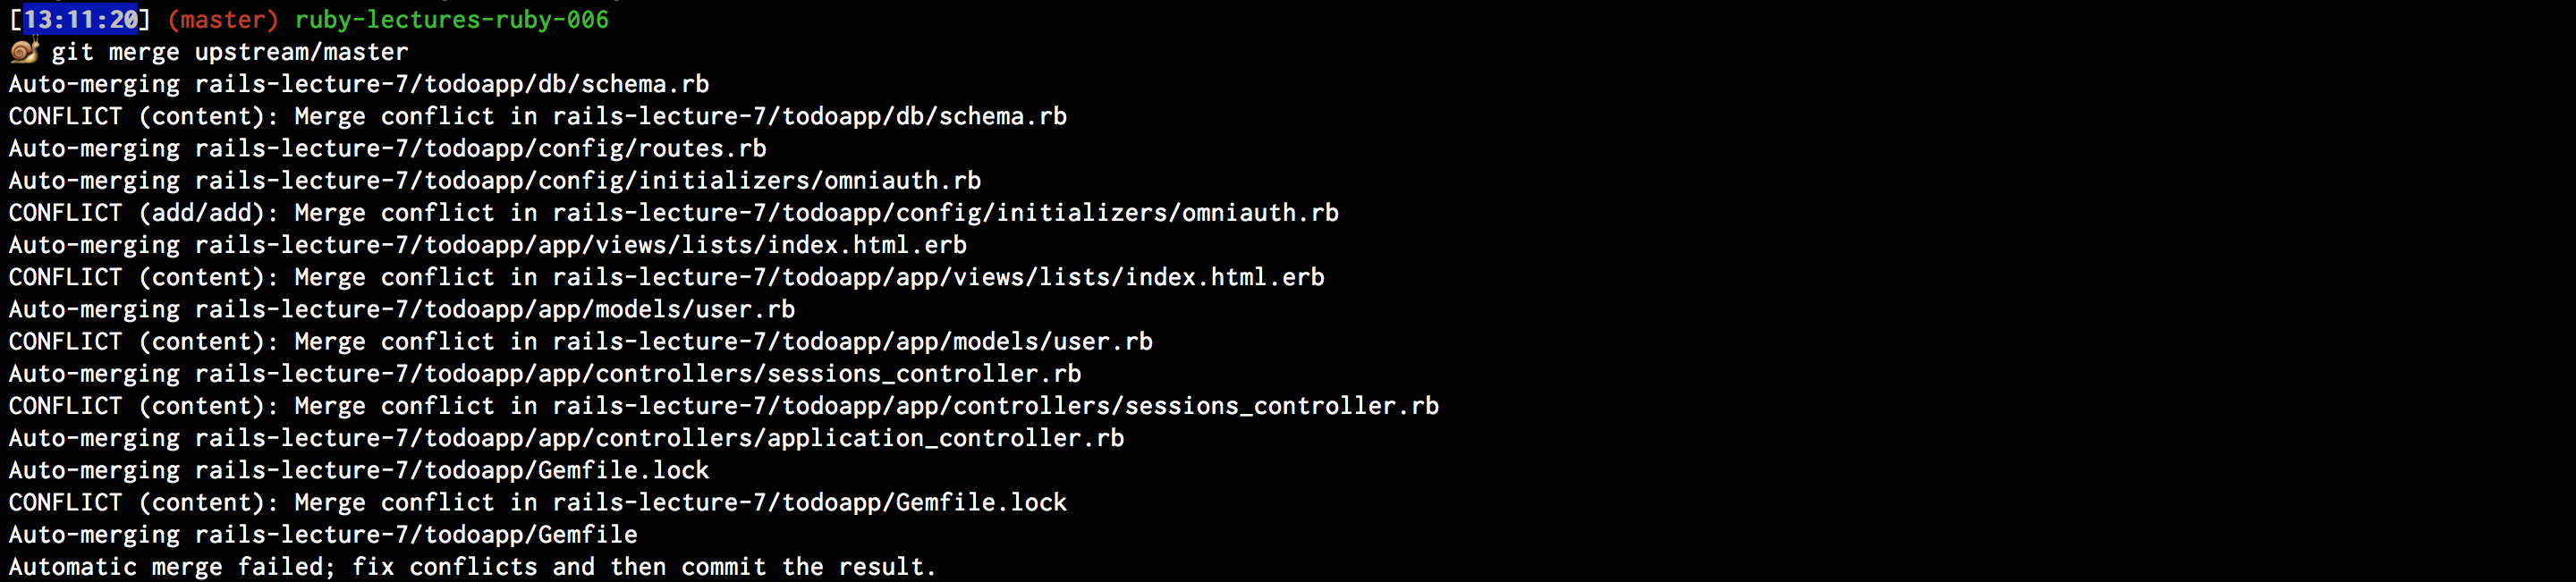 [13:11:20] (master) ruby-lectures-ruby-006
🐌 git merge upstream/master
Auto-merging rails-lecture-7/todoapp/db/schema.rb
CONFLICT (content): Merge conflict in rails-lecture-7/todoapp/db/schema.rb
Auto-merging rails-lecture-7/todoapp/config/routes.rb
Auto-merging rails-lecture-7/todoapp/config/initializers/omniauth.rb
CONFLICT (add/add): Merge conflict in rails-lecture-7/todoapp/config/initializers/omniauth.rb
Auto-merging rails-lecture-7/todoapp/app/views/lists/index.html.erb
CONFLICT (content): Merge conflict in rails-lecture-7/todoapp/app/views/lists/index.html.erb
Auto-merging rails-lecture-7/todoapp/app/models/user.rb
CONFLICT (content): Merge conflict in rails-lecture-7/todoapp/app/models/user.rb
Auto-merging rails-lecture-7/todoapp/app/controllers/sessions_controller.rb
CONFLICT (content): Merge conflict in rails-lecture-7/todoapp/app/controllers/sessions_controller.rb
Auto-merging rails-lecture-7/todoapp/app/controllers/application_controller.rb
Auto-merging rails-lecture-7/todoapp/Gemfile.lock
CONFLICT (content): Merge conflict in rails-lecture-7/todoapp/Gemfile.lock
Auto-merging rails-lecture-7/todoapp/Gemfile
Automatic merge failed; fix conflicts and then commit the result.